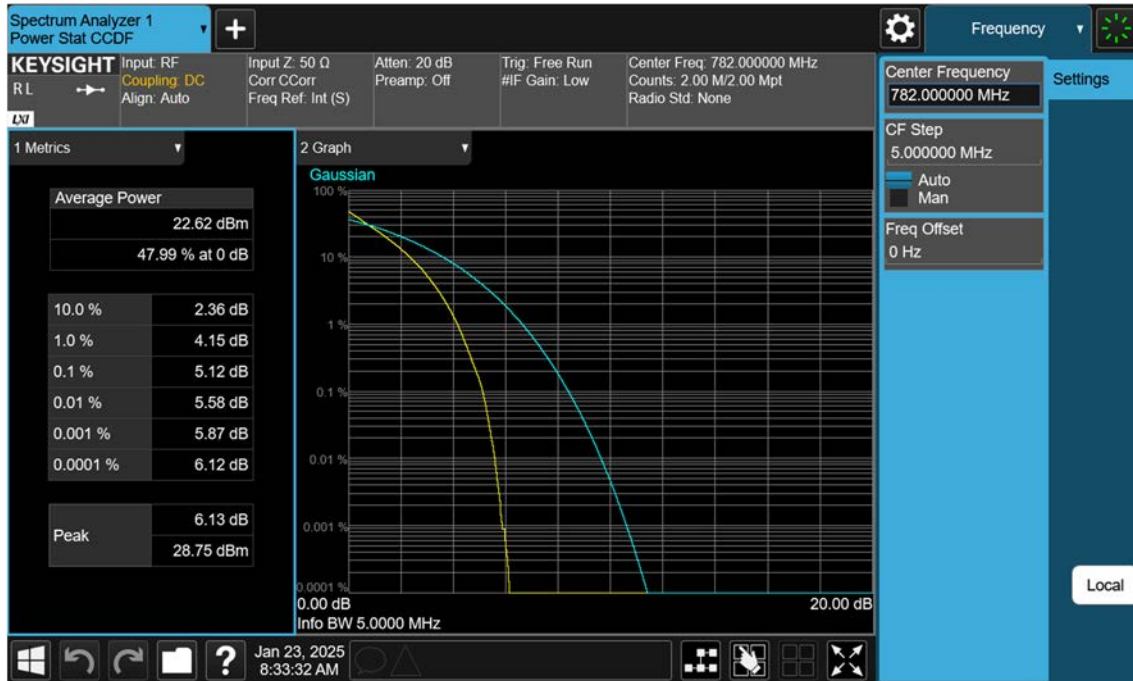 Spectrum Analyzer 1
Power Stat CCDF
Frequency
KEYSIGHT
RL
LXI
Input: RF
Coupling: DC
Align: Auto
Input Z: 50 Ω
Corr CCorr
Freq Ref: Int (S)
Atten: 20 dB
Preamp: Off
Trig: Free Run
#IF Gain: Low
Center Freq: 782.000000 MHz
Counts: 2.00 M/2.00 Mpt
Radio Std: None
Center Frequency
782.000000 MHz
Settings
CF Step
5.000000 MHz
Auto
Man
Freq Offset
0 Hz
Local
1 Metrics
Average Power
22.62 dBm
47.99 % at 0 dB
10.0 % 2.36 dB
1.0 % 4.15 dB
0.1 % 5.12 dB
0.01 % 5.58 dB
0.001 % 5.87 dB
0.0001 % 6.12 dB
Peak
6.13 dB
28.75 dBm
2 Graph
Gaussian
100 %
10 %
1 %
0.1 %
0.01 %
0.001 %
0.0001 %
0.00 dB 20.00 dB
Info BW 5.0000 MHz
?
Jan 23, 2025
8:33:32 AM